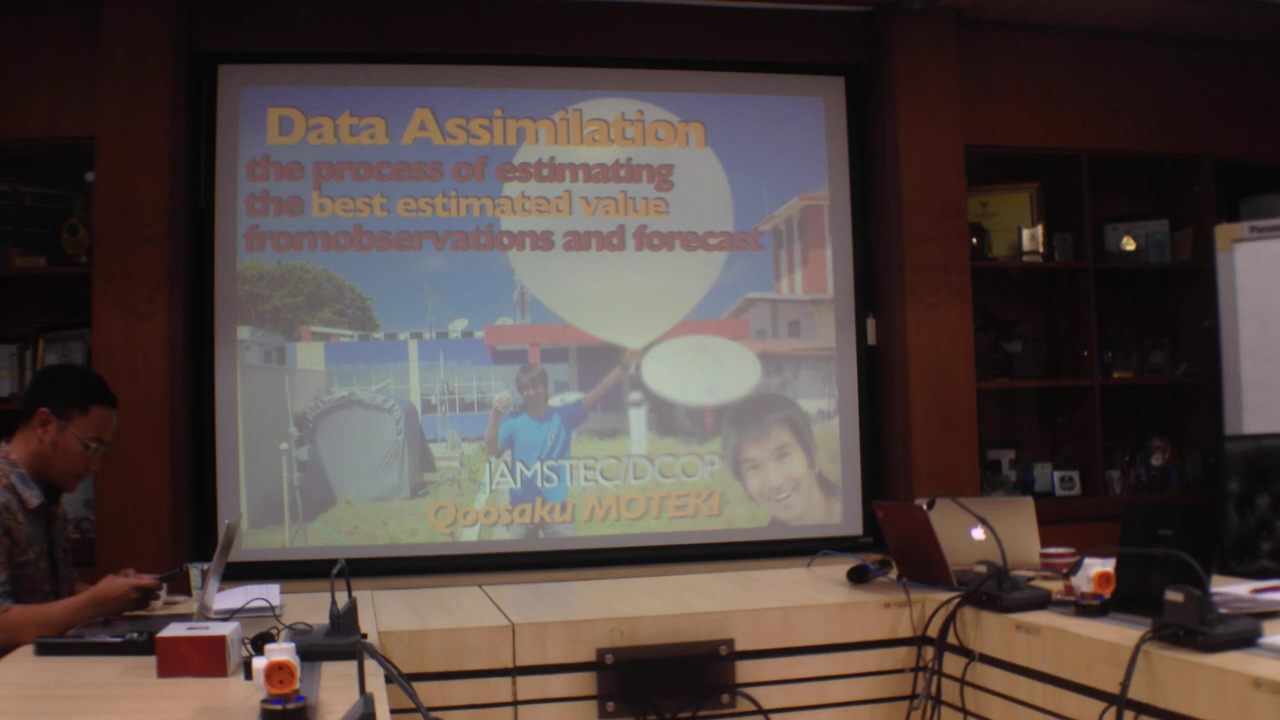 Data Assimilation
the process of estimating
the best estimated value
fromobservations and forecast
JAMSTEC/DCOP
Qoosaku MOTEKI